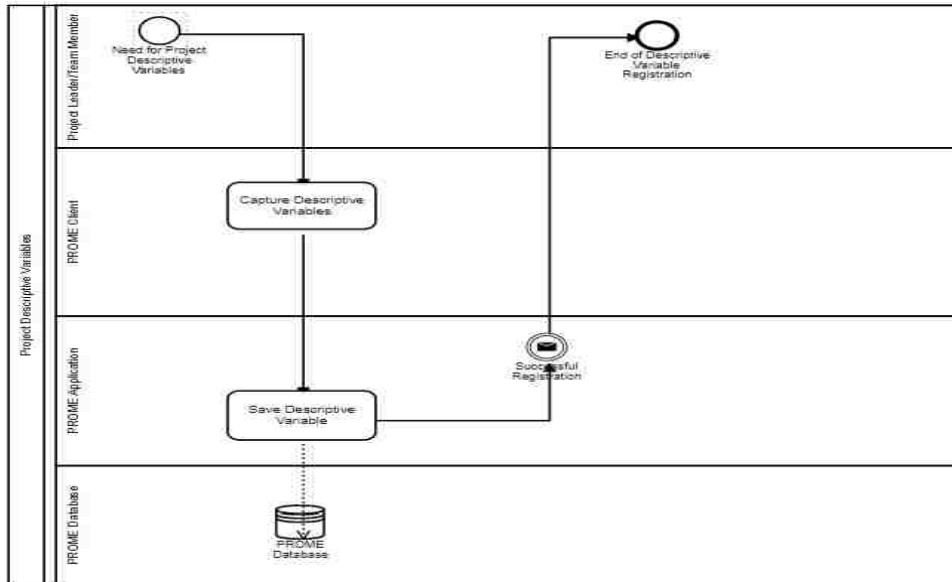 Project Descriptive Variables
Project Leader/Team Member
Need for Project
Descriptive
Variables
End of Descriptive
Variable
Registration
PROME Client
Capture Descriptive
Variables
PROME Application
Successful
Registration
Save Descriptive
Variable
PROME Database
PROME
Database